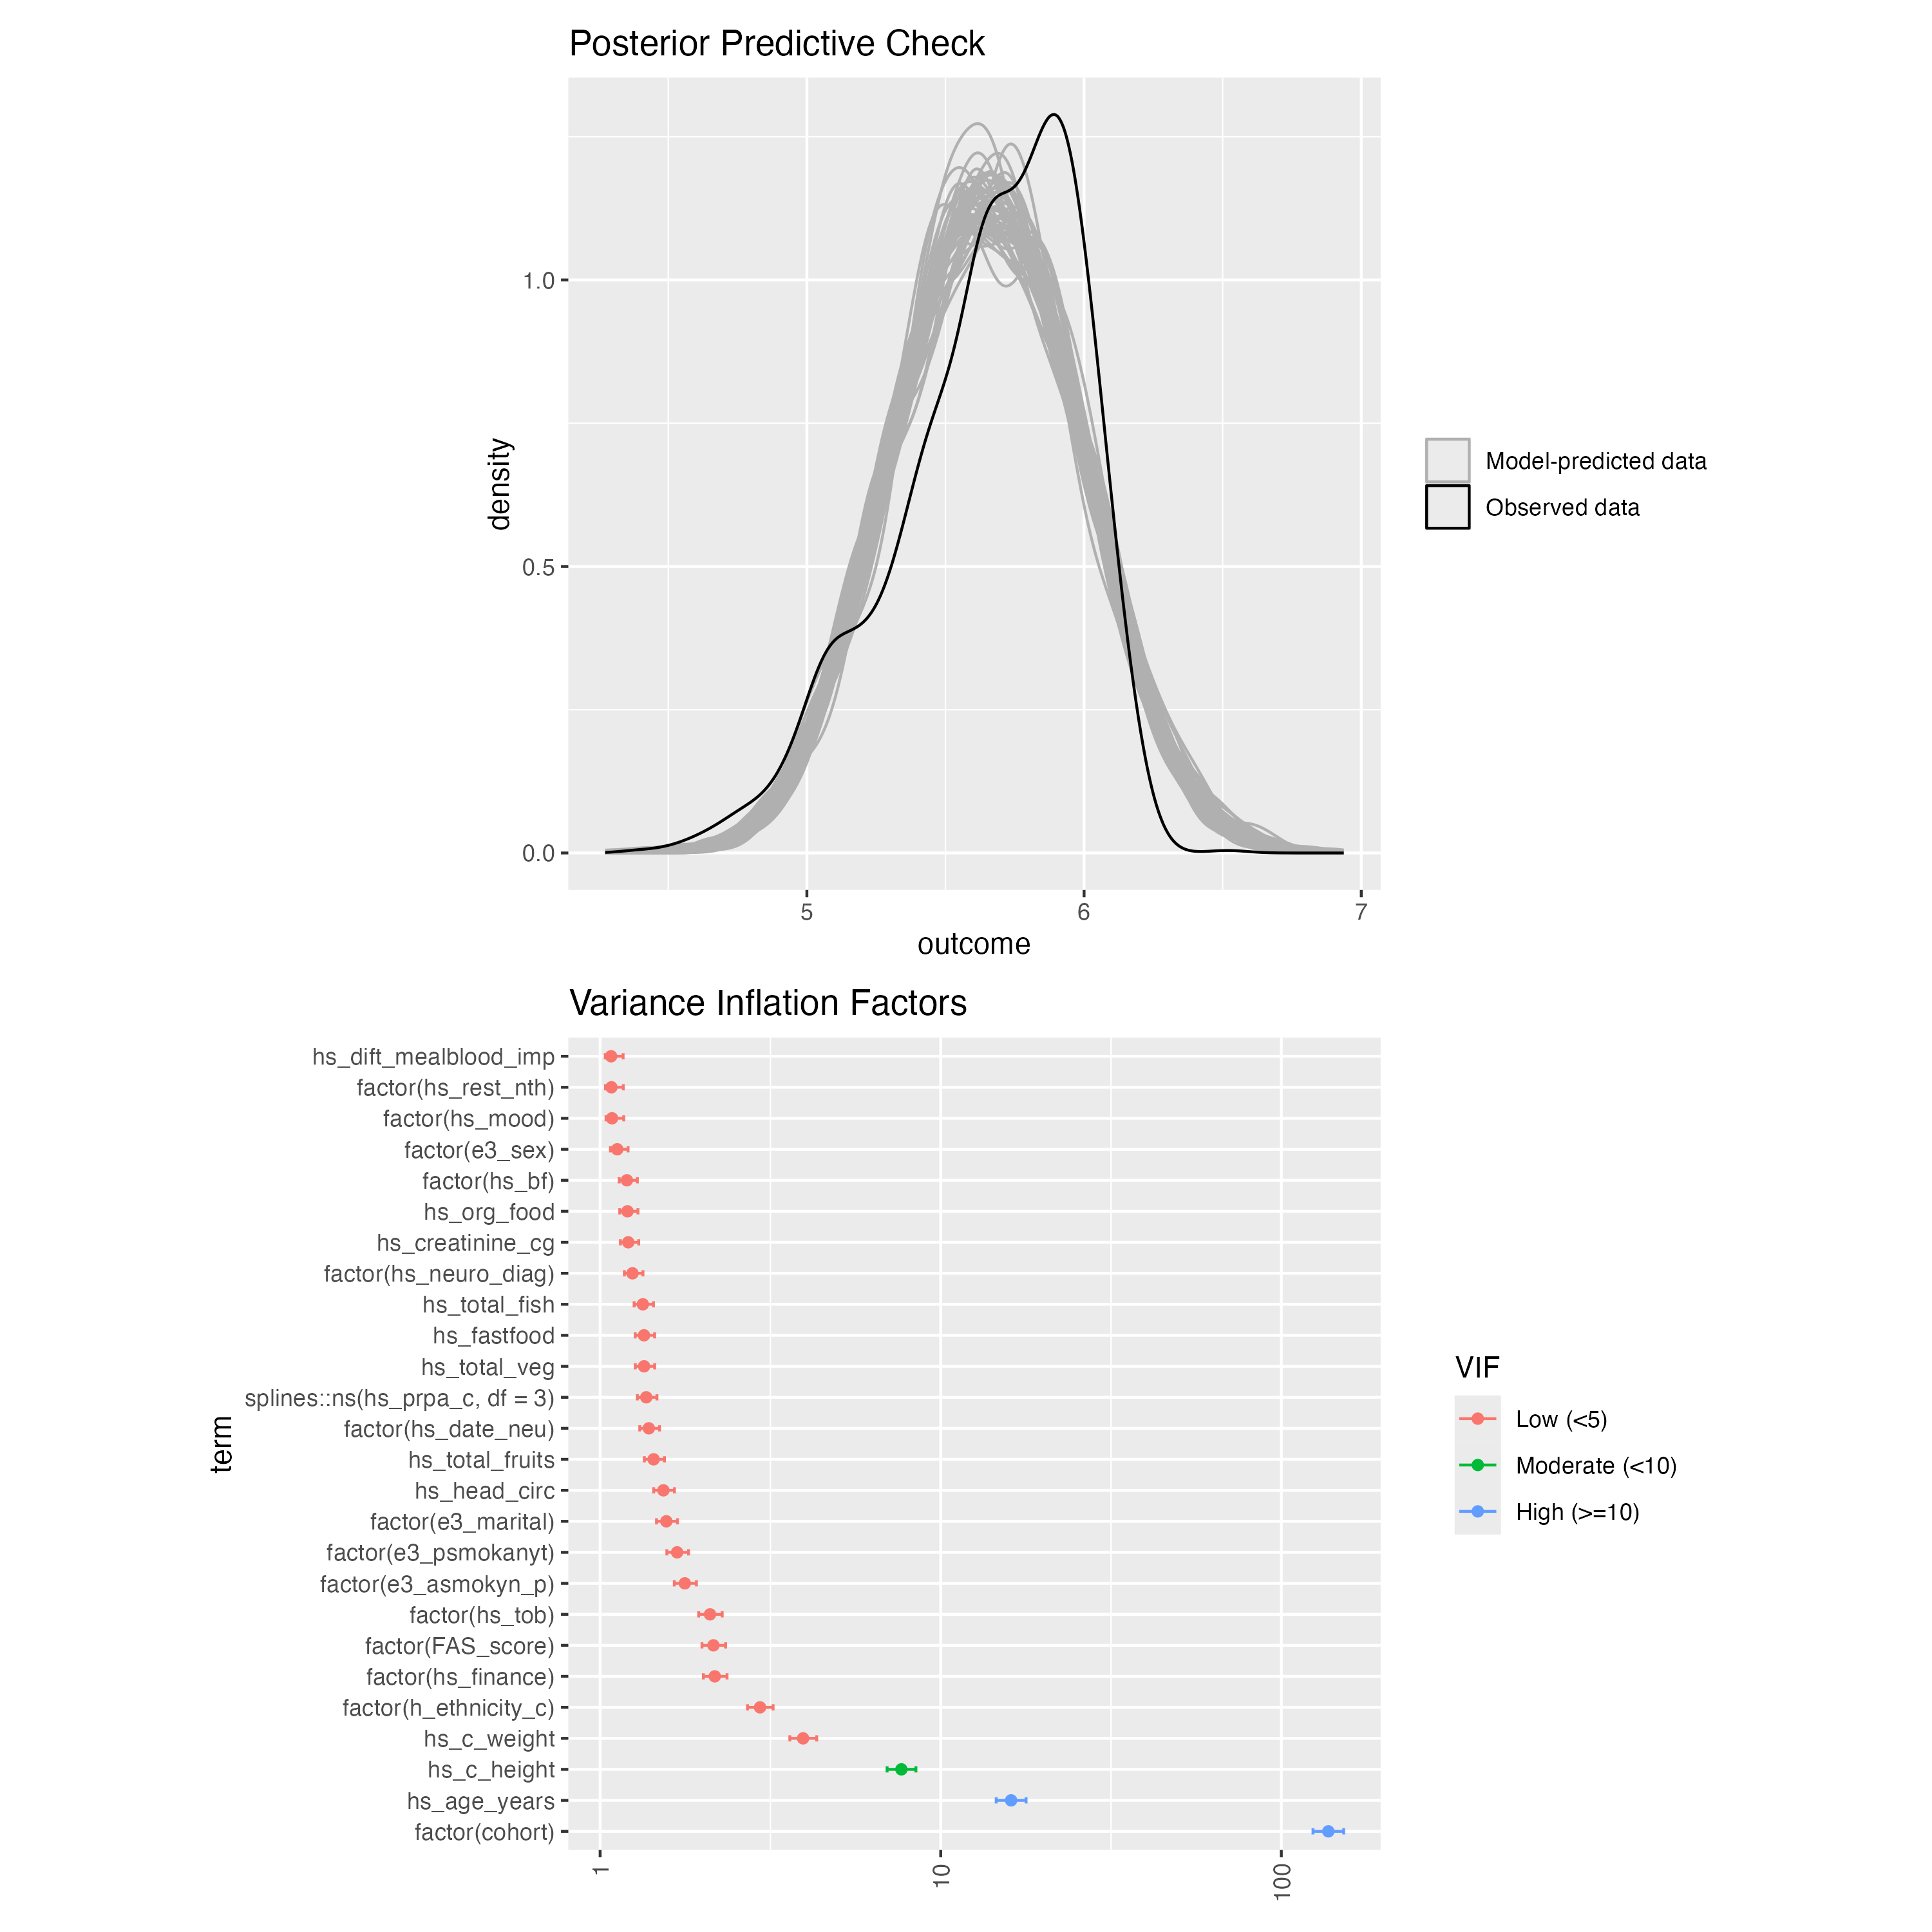 Posterior Predictive Check
density
1.0
0.5
0.0
5
6
7
outcome
Model-predicted data
Observed data
Variance Inflation Factors
term
hs_dift_mealblood_imp
factor(hs_rest_nth)
factor(hs_mood)
factor(e3_sex)
factor(hs_bf)
hs_org_food
hs_creatinine_cg
factor(hs_neuro_diag)
hs_total_fish
hs_fastfood
hs_total_veg
splines::ns(hs_prpa_c, df = 3)
factor(hs_date_neu)
hs_total_fruits
hs_head_circ
factor(e3_marital)
factor(e3_psmokanyt)
factor(e3_asmokyn_p)
factor(hs_tob)
factor(FAS_score)
factor(hs_finance)
factor(h_ethnicity_c)
hs_c_weight
hs_c_height
hs_age_years
factor(cohort)
1
10
100
VIF
Low (<5)
Moderate (<10)
High (>=10)